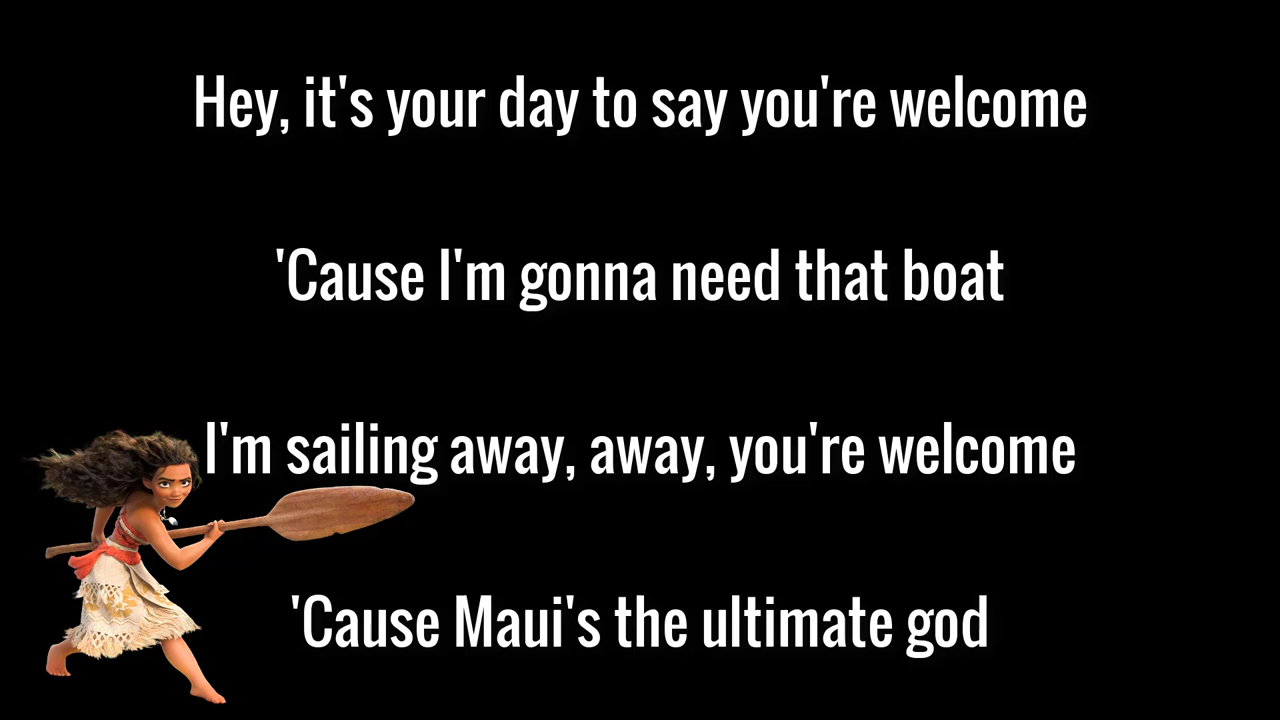 Hey, it's your day to say you're welcome
'Cause I'm gonna need that boat
I'm sailing away, away, you're welcome
'Cause Maui's the ultimate god